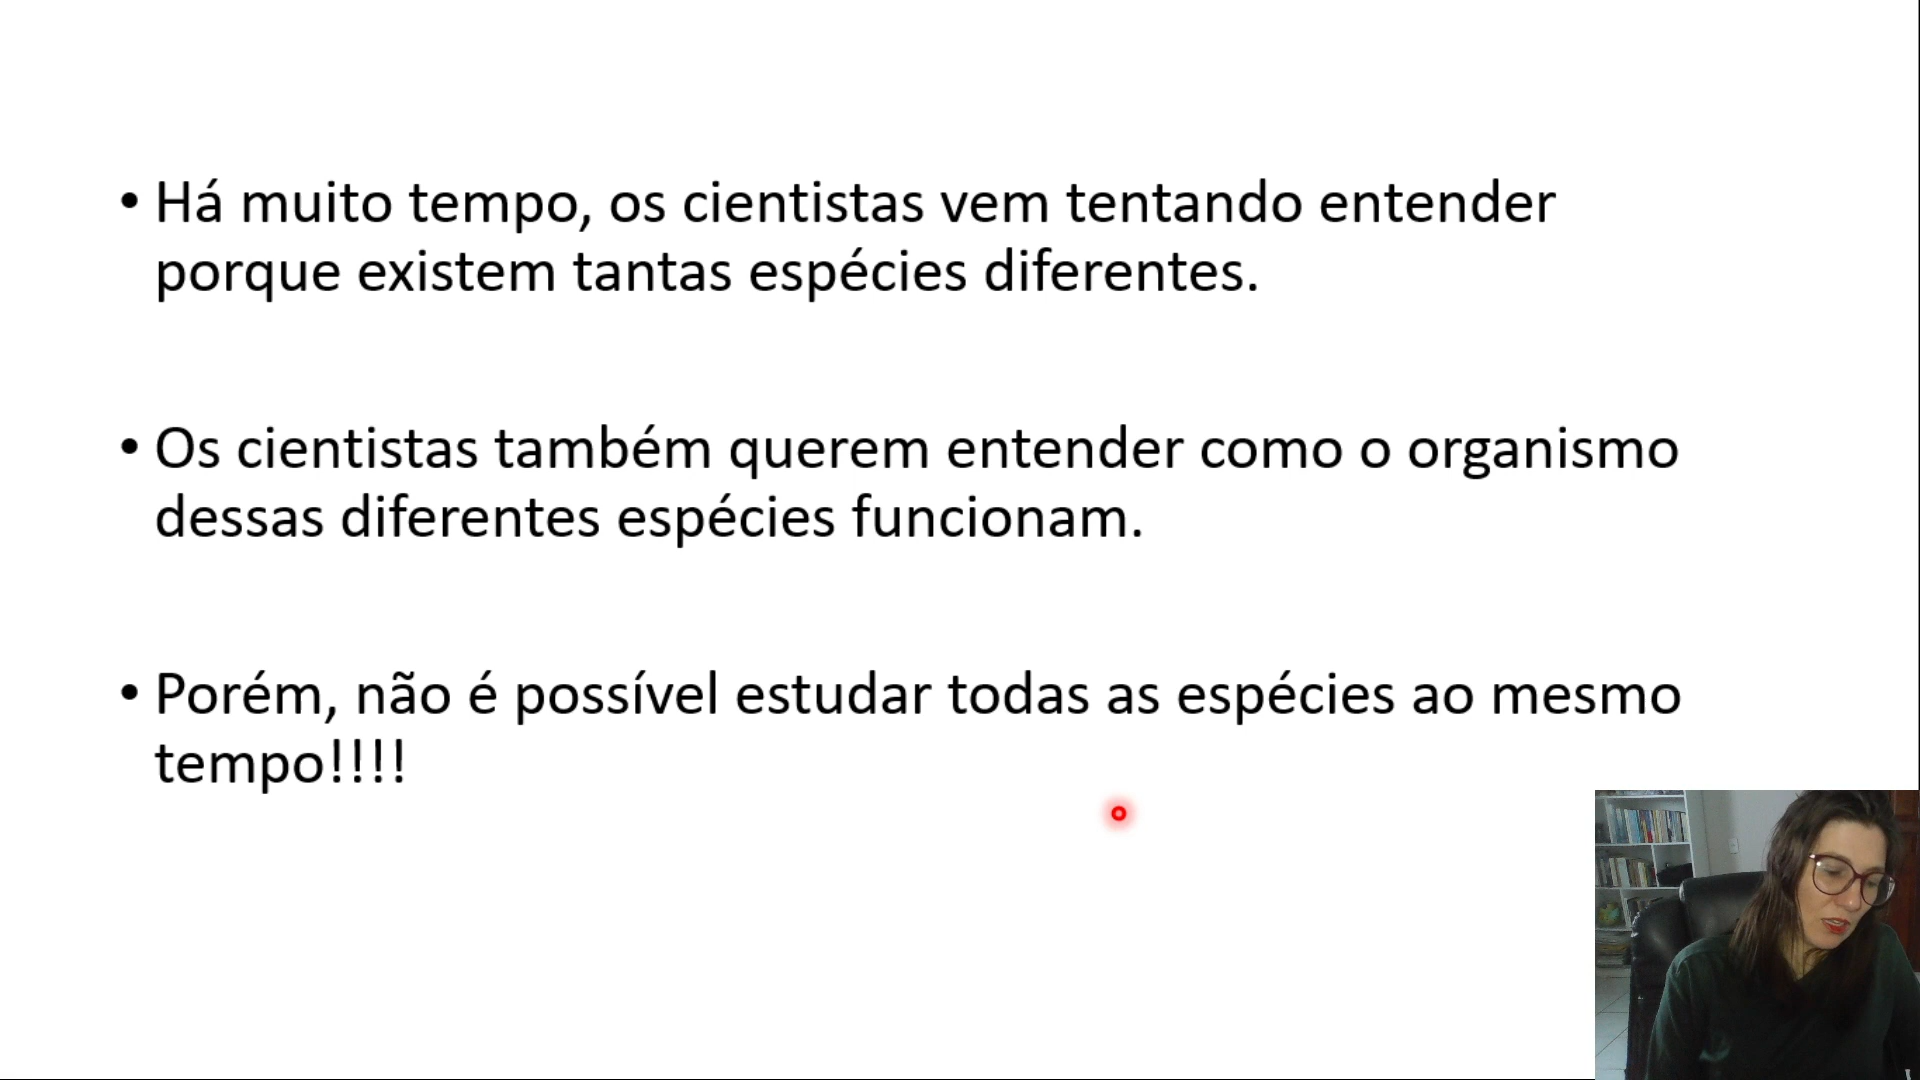 • Há muito tempo, os cientistas vem tentando entender
porque existem tantas espécies diferentes.
• Os cientistas também querem entender como o organismo
dessas diferentes espécies funcionam.
• Porém, não é possível estudar todas as espécies ao mesmo
tempo!!!!